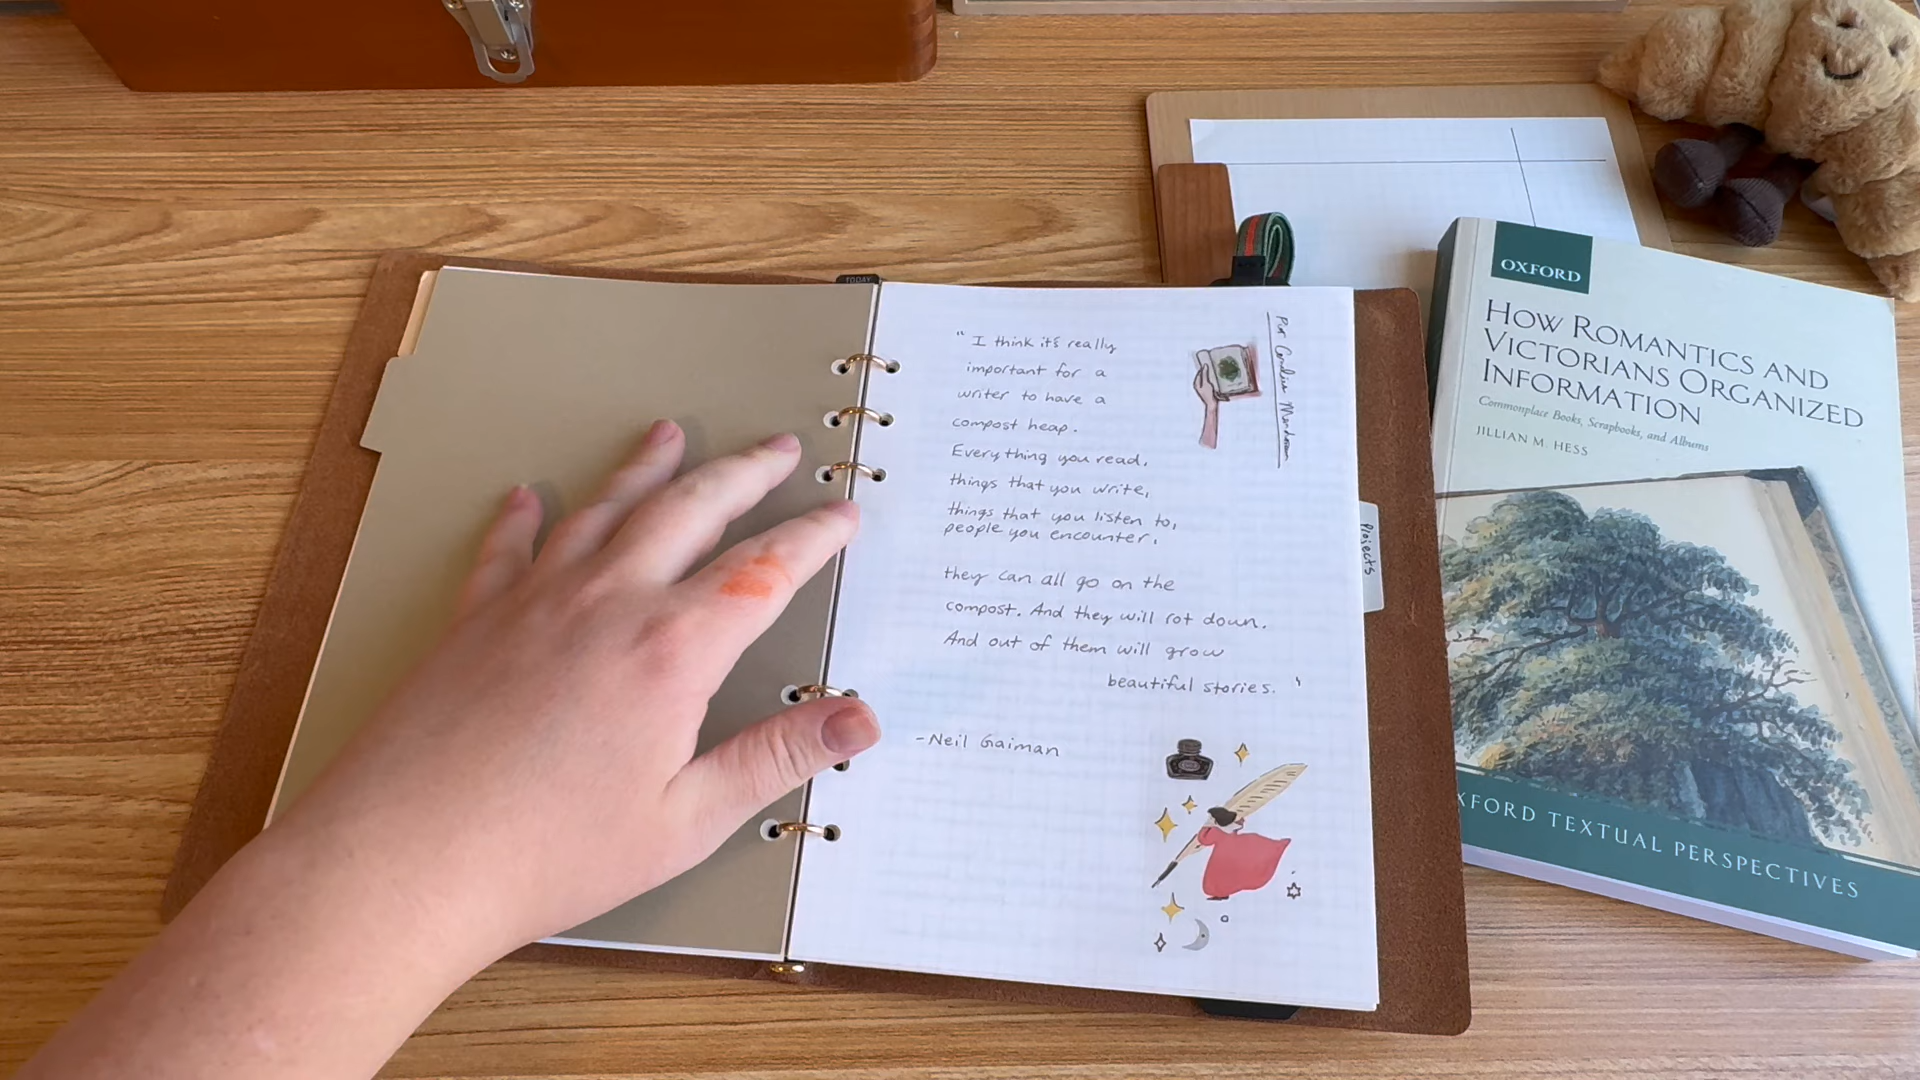 TODAY
" I think it's really
important for a
writer to have a
compost heap.
Everything you read,
things that you write,
things that you listen to,
people you encounter.
they can all go on the
compost. And they will rot down.
And out of them will grow
beautiful stories. "
-Neil Gaiman
Projects
OXFORD
HOW ROMANTICS AND
VICTORIANS ORGANIZED
INFORMATION
Commonplace Books, Scrapbooks, and Albums
JILLIAN M. HESS
XFORD TEXTUAL PERSPECTIVES